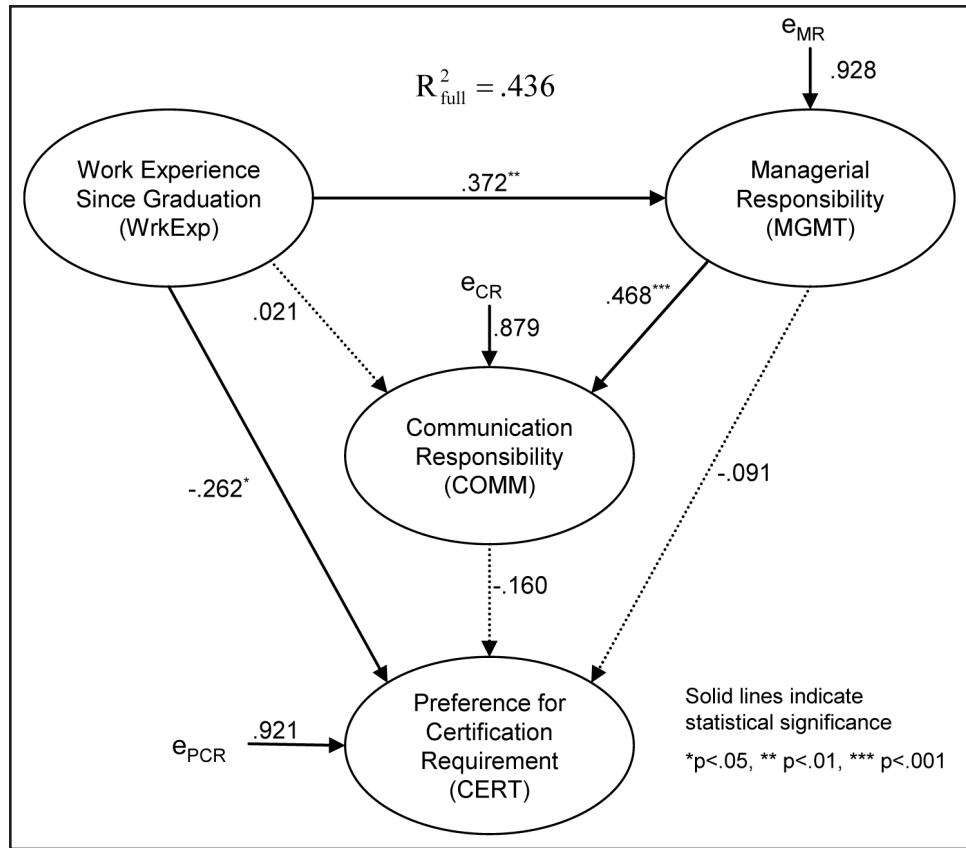 e_MR
.928
R²_full = .436
Work Experience
Since Graduation
(WrkExp)
.372**
Managerial
Responsibility
(MGMT)
e_CR
.879
.021
.468***
Communication
Responsibility
(COMM)
-.262*
-.091
-.160
Preference for
Certification
Requirement
(CERT)
e_PCR
.921
Solid lines indicate
statistical significance
*p<.05, ** p<.01, *** p<.001